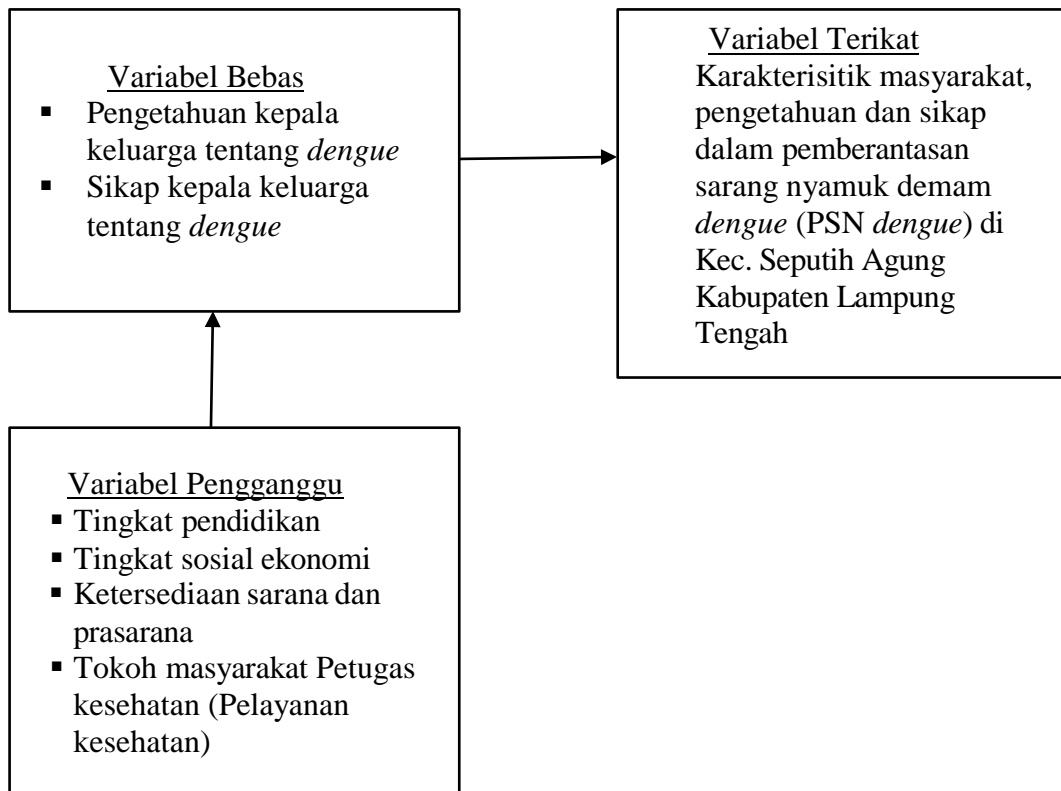 Variabel Bebas
▪ Pengetahuan kepala
keluarga tentang dengue
▪ Sikap kepala keluarga
tentang dengue
Variabel Terikat
Karakterisitik masyarakat,
pengetahuan dan sikap
dalam pemberantasan
sarang nyamuk demam
dengue (PSN dengue) di
Kec. Seputih Agung
Kabupaten Lampung
Tengah
Variabel Pengganggu
▪ Tingkat pendidikan
▪ Tingkat sosial ekonomi
▪ Ketersediaan sarana dan
prasarana
▪ Tokoh masyarakat Petugas
kesehatan (Pelayanan
kesehatan)